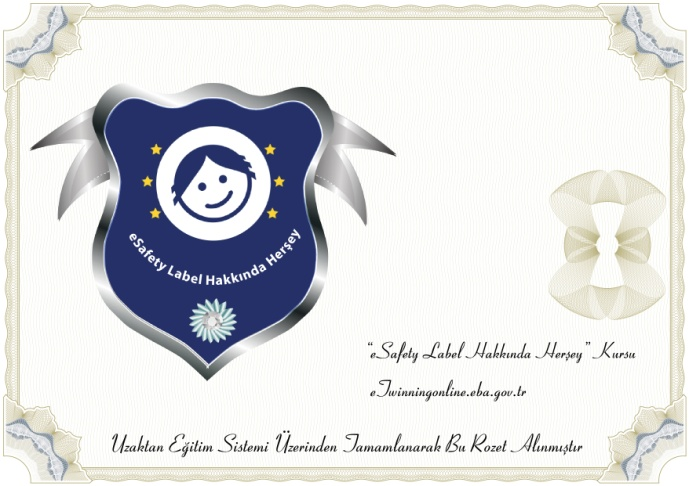 eSafety Label Hakkında Herşey
“eSafety Label Hakkında Herşey” Kursu
eTwinningonline.eba.gov.tr
Uzaktan Eğitim Sistemi Üzerinden Tamamlanarak Bu Rozet Alınmıştır